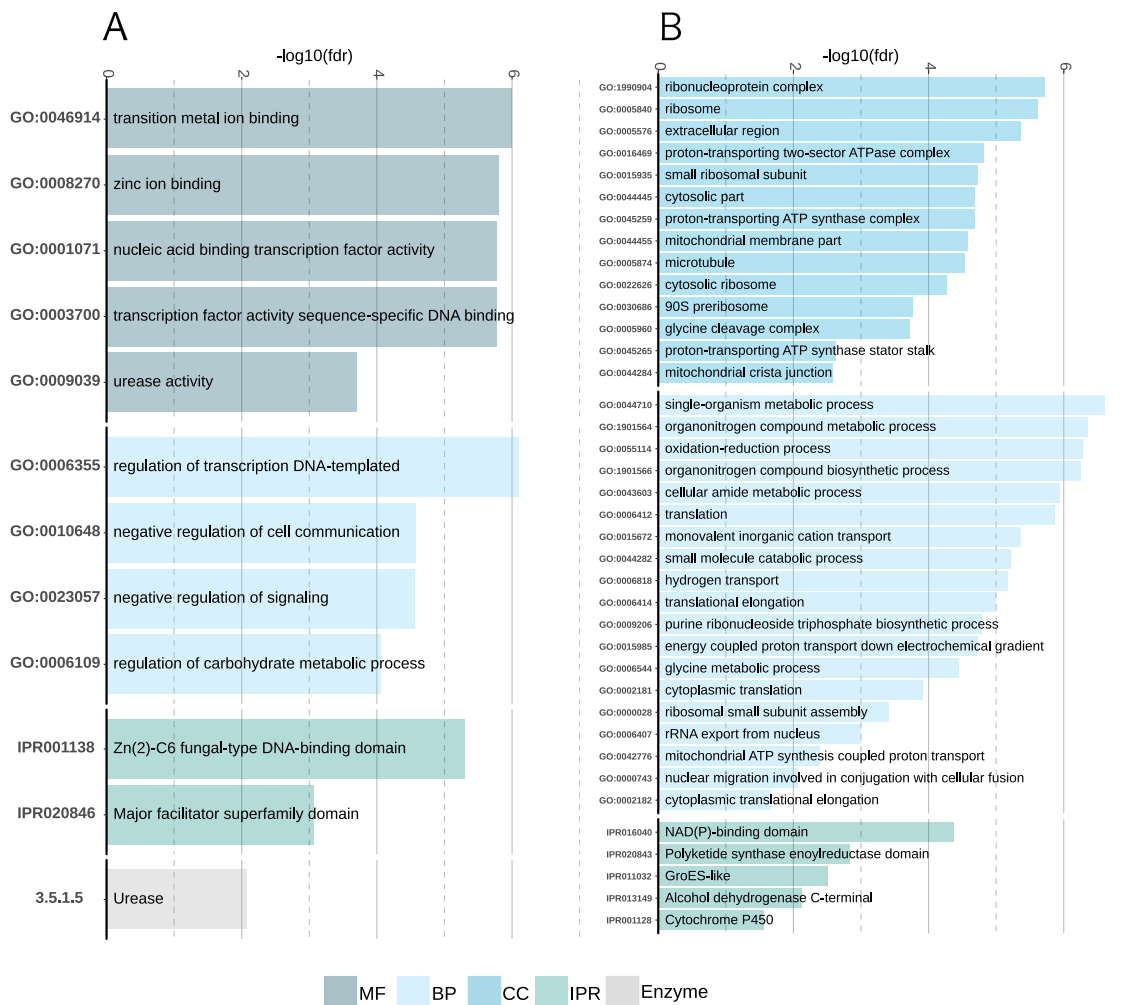 A
-log10(fdr)
0 2 4 6
GO:0046914 transition metal ion binding
GO:0008270 zinc ion binding
GO:0001071 nucleic acid binding transcription factor activity
GO:0003700 transcription factor activity sequence-specific DNA binding
GO:0009039 urease activity
GO:0006355 regulation of transcription DNA-templated
GO:0010648 negative regulation of cell communication
GO:0023057 negative regulation of signaling
GO:0006109 regulation of carbohydrate metabolic process
IPR001138 Zn(2)-C6 fungal-type DNA-binding domain
IPR020846 Major facilitator superfamily domain
3.5.1.5 Urease
B
-log10(fdr)
0 2 4 6
GO:1990904 ribonucleoprotein complex
GO:0005840 ribosome
GO:0005576 extracellular region
GO:0016469 proton-transporting two-sector ATPase complex
GO:0015935 small ribosomal subunit
GO:0044445 cytosolic part
GO:0045259 proton-transporting ATP synthase complex
GO:0044455 mitochondrial membrane part
GO:0005874 microtubule
GO:0022626 cytosolic ribosome
GO:0030686 90S preribosome
GO:0005960 glycine cleavage complex
GO:0045265 proton-transporting ATP synthase stator stalk
GO:0044284 mitochondrial crista junction
GO:0044710 single-organism metabolic process
GO:1901564 organonitrogen compound metabolic process
GO:0055114 oxidation-reduction process
GO:1901566 organonitrogen compound biosynthetic process
GO:0043603 cellular amide metabolic process
GO:0006412 translation
GO:0015672 monovalent inorganic cation transport
GO:0044282 small molecule catabolic process
GO:0006818 hydrogen transport
GO:0006414 translational elongation
GO:0009206 purine ribonucleoside triphosphate biosynthetic process
GO:0015985 energy coupled proton transport down electrochemical gradient
GO:0006544 glycine metabolic process
GO:0002181 cytoplasmic translation
GO:0000028 ribosomal small subunit assembly
GO:0006407 rRNA export from nucleus
GO:0042776 mitochondrial ATP synthesis coupled proton transport
GO:0000743 nuclear migration involved in conjugation with cellular fusion
GO:0002182 cytoplasmic translational elongation
IPR016040 NAD(P)-binding domain
IPR020843 Polyketide synthase enoylreductase domain
IPR011032 GroES-like
IPR013149 Alcohol dehydrogenase C-terminal
IPR001128 Cytochrome P450
MF BP CC IPR Enzyme